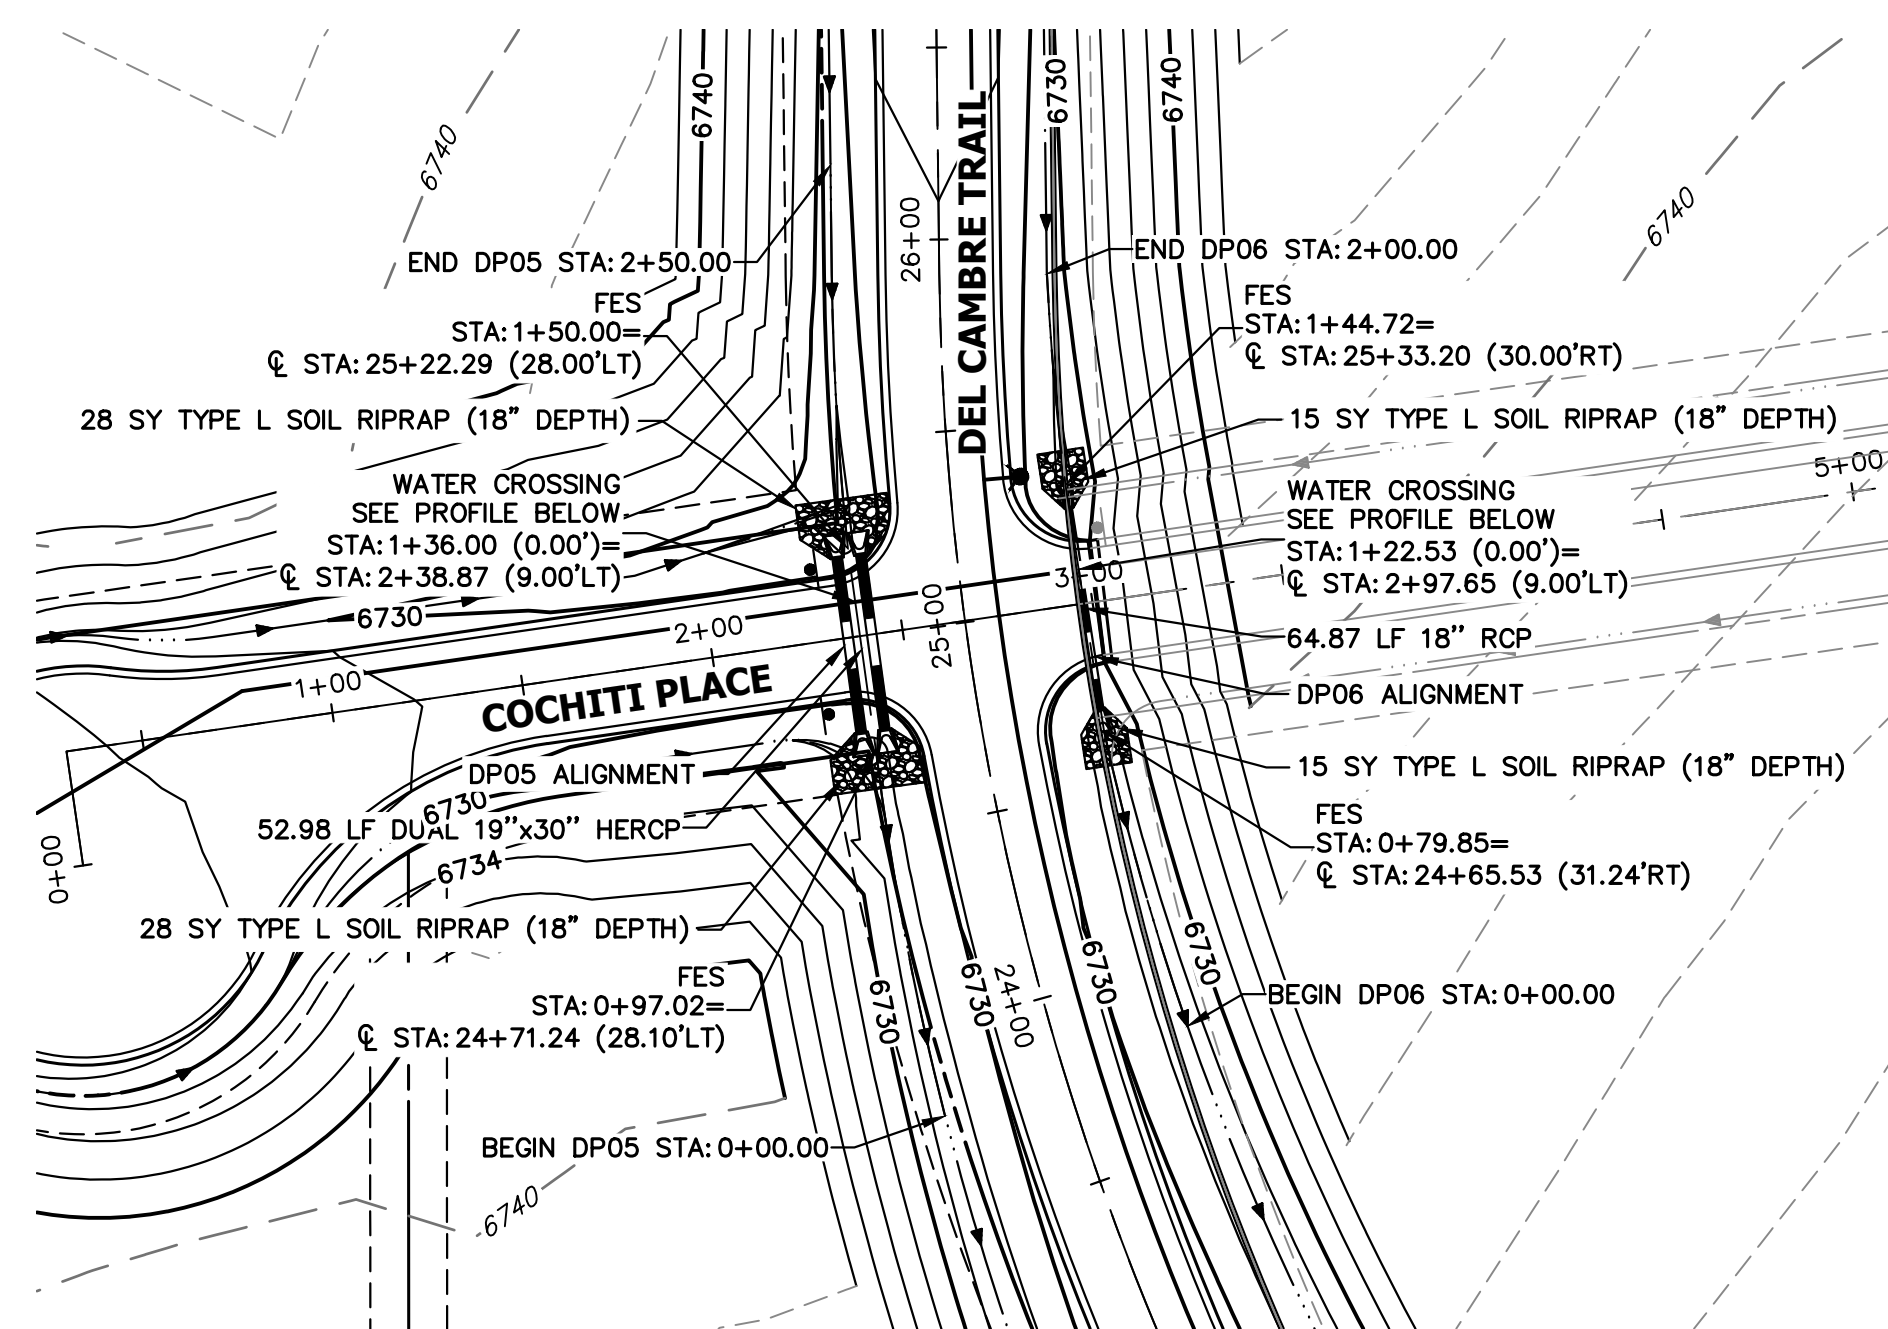 6740
6730
6740
6740
6740
26+00
DEL CAMBRE TRAIL
END DP05 STA: 2+50.00
END DP06 STA: 2+00.00
FES
STA: 1+50.00=
℄ STA: 25+22.29 (28.00'LT)
FES
STA: 1+44.72=
℄ STA: 25+33.20 (30.00'RT)
28 SY TYPE L SOIL RIPRAP (18" DEPTH)
15 SY TYPE L SOIL RIPRAP (18" DEPTH)
5+00
WATER CROSSING
SEE PROFILE BELOW
STA: 1+36.00 (0.00')=
℄ STA: 2+38.87 (9.00'LT)
WATER CROSSING
SEE PROFILE BELOW
STA: 1+22.53 (0.00')=
℄ STA: 2+97.65 (9.00'LT)
3+00
6730
2+00
25+00
64.87 LF 18" RCP
1+00
COCHITI PLACE
DP06 ALIGNMENT
DP05 ALIGNMENT
15 SY TYPE L SOIL RIPRAP (18" DEPTH)
6730
52.98 LF DUAL 19"x30" HERCP
FES
STA: 0+79.85=
℄ STA: 24+65.53 (31.24'RT)
0+00
6734
28 SY TYPE L SOIL RIPRAP (18" DEPTH)
FES
STA: 0+97.02=
℄ STA: 24+71.24 (28.10'LT)
6730
6730
24+00
6730
6730
BEGIN DP06 STA: 0+00.00
BEGIN DP05 STA: 0+00.00
6740